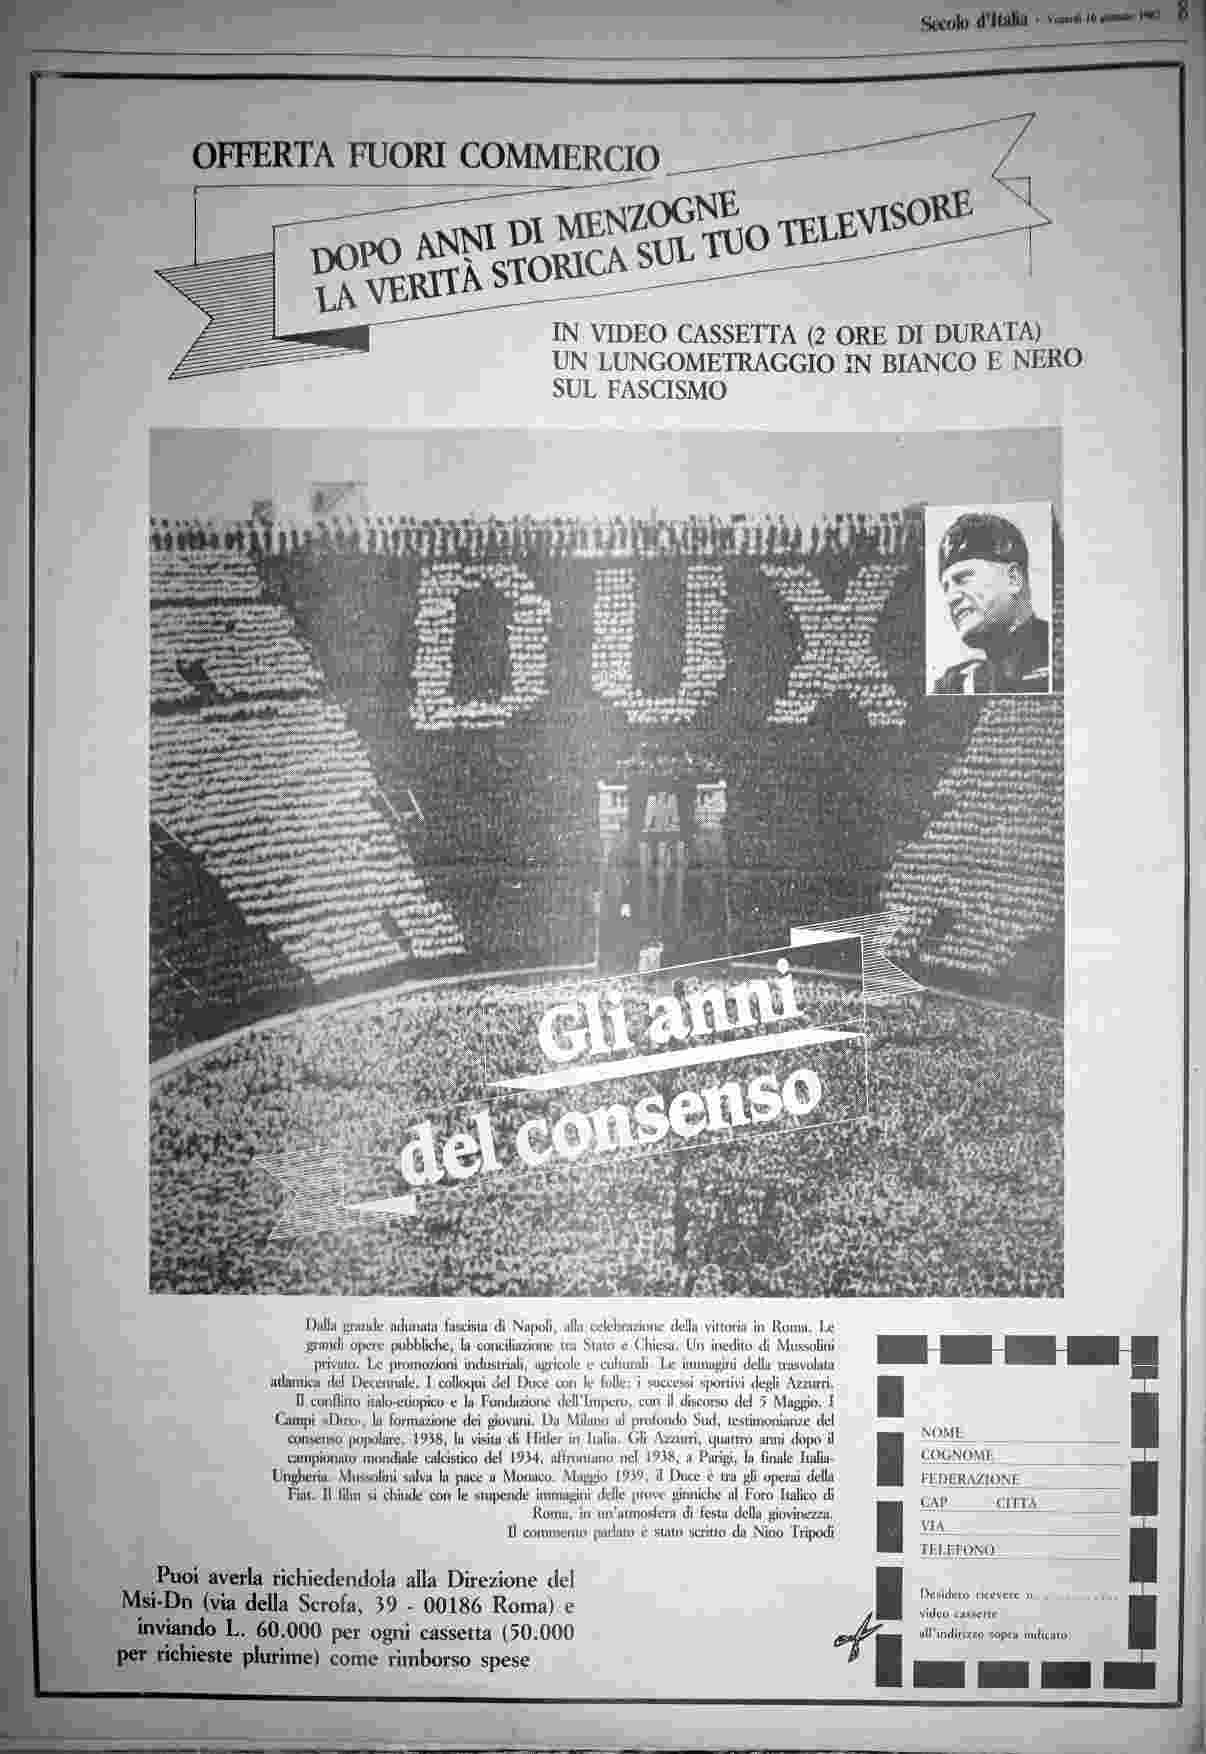 Secolo d'Italia • Venerdì 16 gennaio 1987
8
OFFERTA FUORI COMMERCIO
DOPO ANNI DI MENZOGNE
LA VERITÀ STORICA SUL TUO TELEVISORE
IN VIDEO CASSETTA (2 ORE DI DURATA)
UN LUNGOMETRAGGIO IN BIANCO E NERO
SUL FASCISMO
DUX
Gli anni
del consenso
Dalla grande adunata fascista di Napoli, alla celebrazione della vittoria in Roma. Le
grandi opere pubbliche, la conciliazione tra Stato e Chiesa. Un inedito di Mussolini
privato. Le promozioni industriali, agricole e culturali. Le immagini della trasvolata
atlantica del Decennale. I colloqui del Duce con le folle; i successi sportivi degli Azzurri.
Il conflitto italo-etiopico e la Fondazione dell'Impero, con il discorso del 5 Maggio. I
Campi «Dux», la formazione dei giovani. Da Milano al profondo Sud, testimonianze del
consenso popolare. 1938, la visita di Hitler in Italia. Gli Azzurri, quattro anni dopo il
campionato mondiale calcistico del 1934, affrontano nel 1938, a Parigi, la finale Italia-
Ungheria. Mussolini salva la pace a Monaco. Maggio 1939, il Duce è tra gli operai della
Fiat. Il film si chiude con le stupende immagini delle prove ginniche al Foro Italico di
Roma, in un'atmosfera di festa della giovinezza.
Il commento parlato è stato scritto da Nino Tripodi
Puoi averla richiedendola alla Direzione del
Msi-Dn (via della Scrofa, 39 - 00186 Roma) e
inviando L. 60.000 per ogni cassetta (50.000
per richieste plurime) come rimborso spese
NOME
COGNOME
FEDERAZIONE
CAP CITTÀ
VIA
TELEFONO
Desidero ricevere n. ..............
video cassette
all'indirizzo sopra indicato